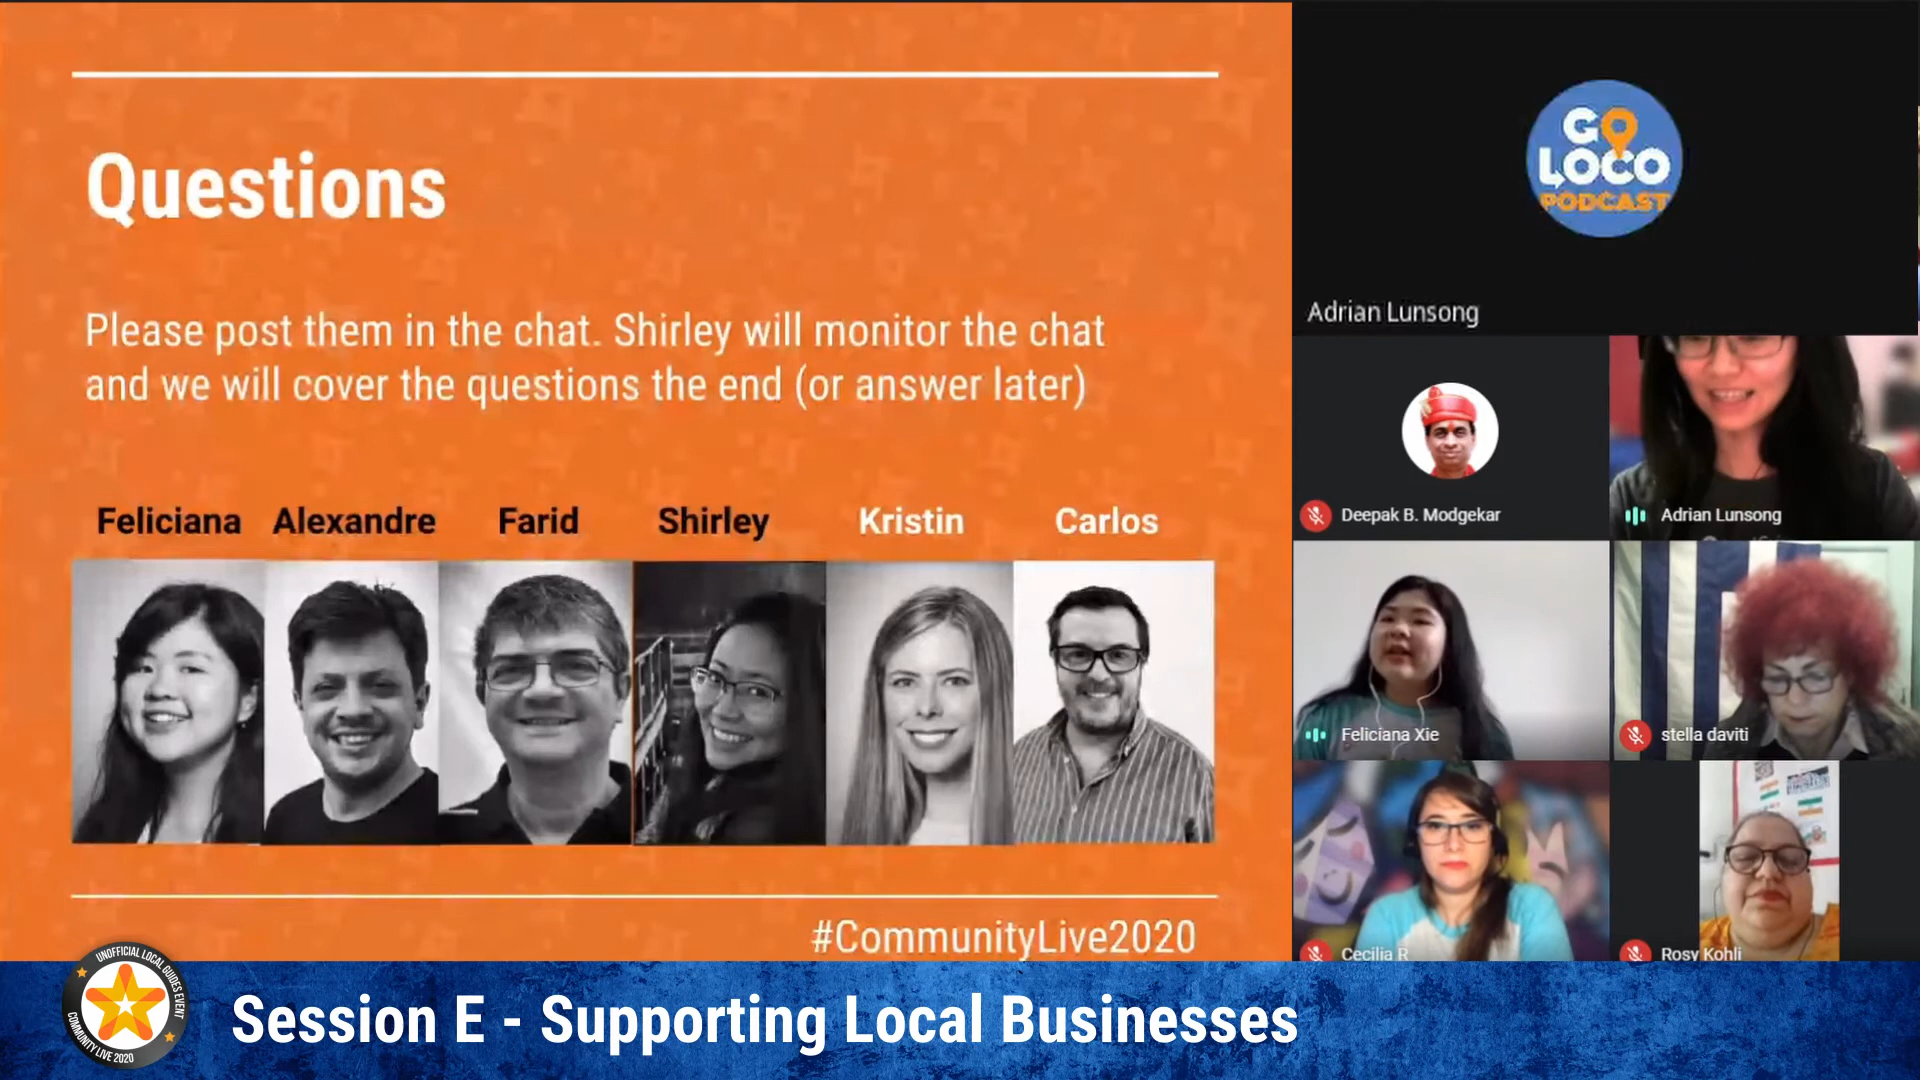 Questions
Please post them in the chat. Shirley will monitor the chat
and we will cover the questions the end (or answer later)
Feliciana Alexandre Farid Shirley Kristin Carlos
#CommunityLive2020
GO
LOCO
PODCAST
Adrian Lunsong
Deepak B. Modgekar
Adrian Lunsong
Feliciana Xie
stella daviti
Cecilia R
Rosy Kohli
UNOFFICIAL LOCAL GUIDES EVENT
COMMUNITY LIVE 2020
Session E - Supporting Local Businesses